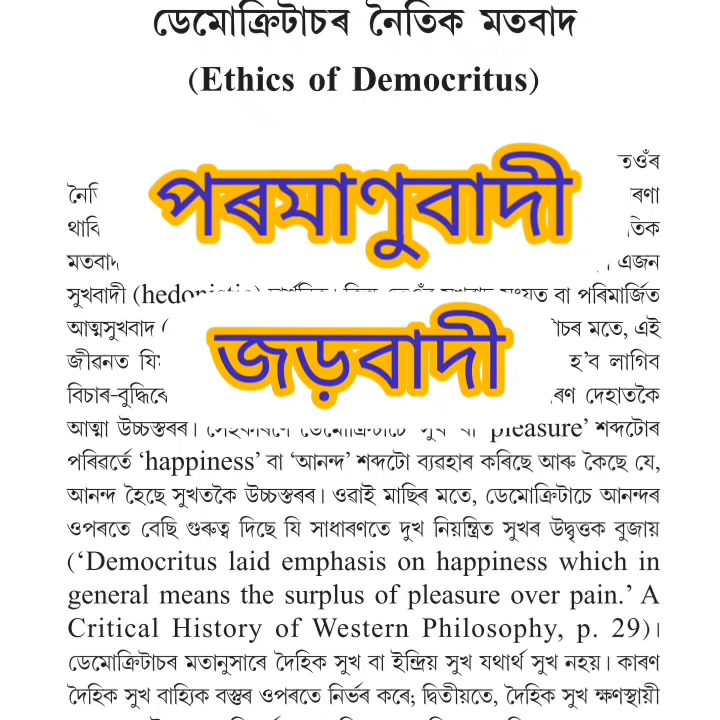 ডেমোক্ৰিটাচৰ নৈতিক মতবাদ
(Ethics of Democritus)
তওঁৰ
পৰমাণুবাদী
থাকি
মতবাদ এজন
সুখবাদী (hedonistic) বা পৰিমাৰ্জিত
আত্মসুখবাদ মতে, এই
জড়বাদী
জীৱনত হ’ব লাগিব
বিচাৰ-বুদ্ধিৰে দেহাতকৈ
আত্মা উচ্চস্তৰৰ। সেইকাৰণে ডেমোক্ৰিটাচে ‘সুখ’ বা ‘pleasure’ শব্দটোৰ
পৰিৱৰ্তে ‘happiness’ বা ‘আনন্দ’ শব্দটো ব্যৱহাৰ কৰিছে আৰু কৈছে যে,
আনন্দ হৈছে সুখতকৈ উচ্চস্তৰৰ। ওৱাই মাছিৰ মতে, ডেমোক্ৰিটাচে আনন্দৰ
ওপৰতে বেছি গুৰুত্ব দিছে যি সাধাৰণতে দুখ নিয়ন্ত্ৰিত সুখৰ উদ্বৃত্তক বুজায়
(‘Democritus laid emphasis on happiness which in
general means the surplus of pleasure over pain.’ A
Critical History of Western Philosophy, p. 29)।
ডেমোক্ৰিটাচৰ মতানুসাৰে দৈহিক সুখ বা ইন্দ্ৰিয় সুখ যথাৰ্থ সুখ নহয়। কাৰণ
দৈহিক সুখ বাহ্যিক বস্তুৰ ওপৰতে নিৰ্ভৰ কৰে; দ্বিতীয়তে, দৈহিক সুখ ক্ষণস্থায়ী